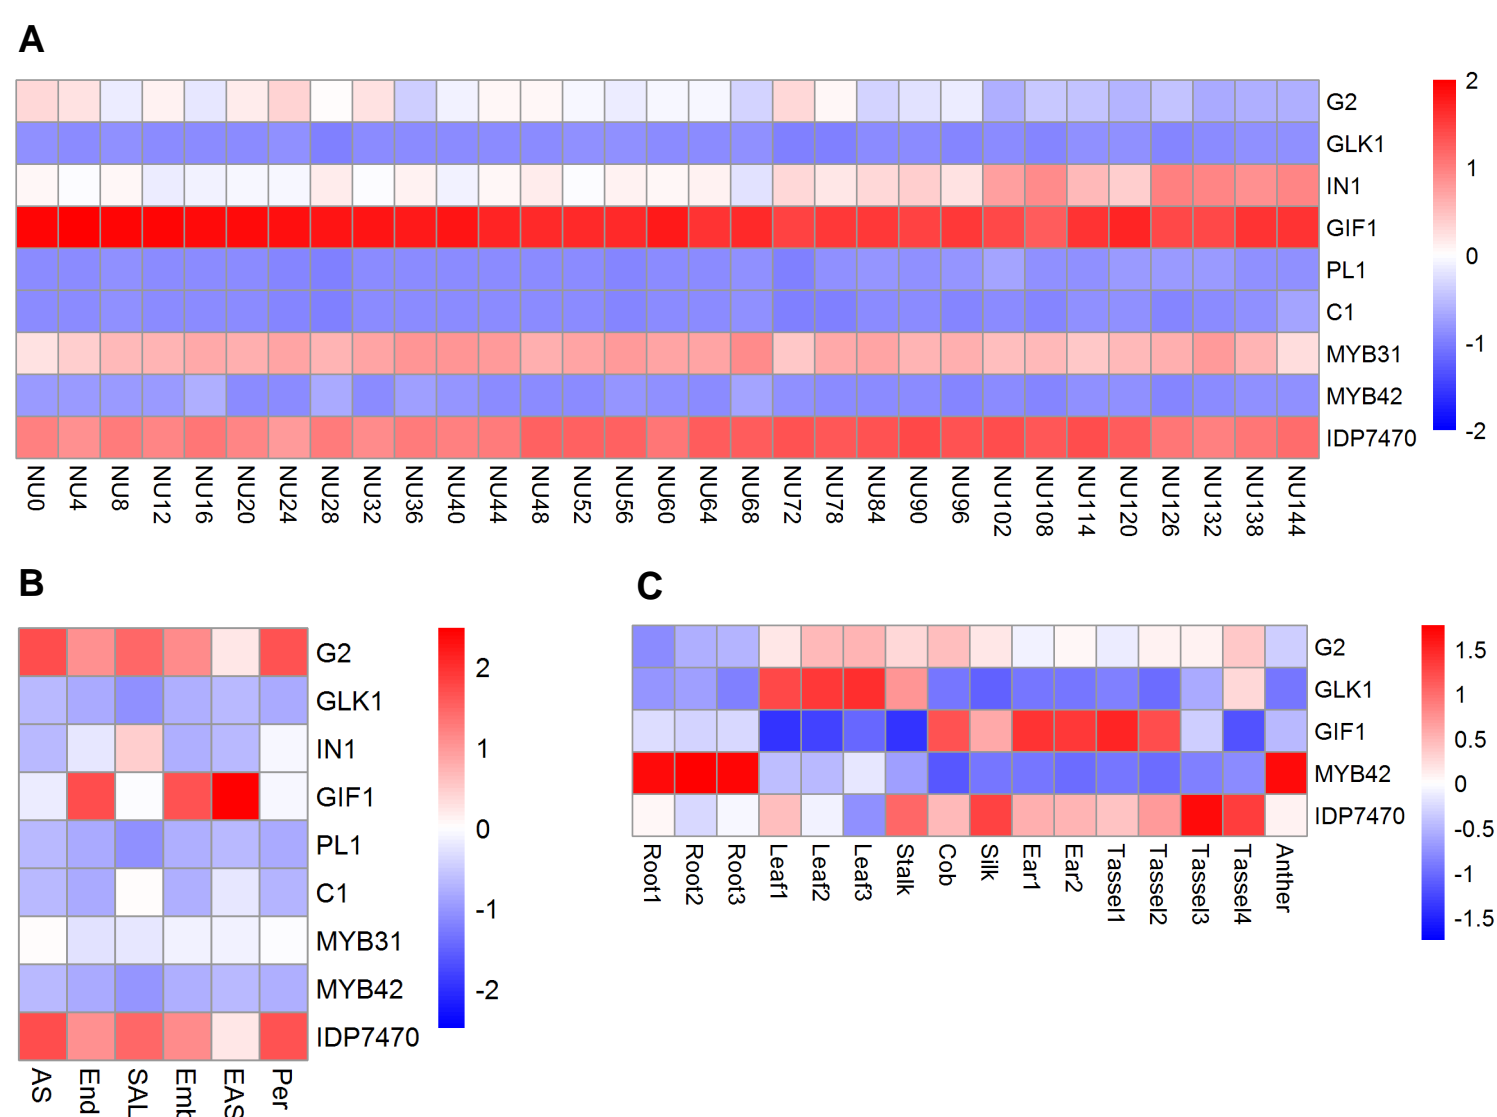 A
2
1
0
-1
-2
G2
GLK1
IN1
GIF1
PL1
C1
MYB31
MYB42
IDP7470
NU0 NU4 NU8 NU12 NU16 NU20 NU24 NU28 NU32 NU36 NU40 NU44 NU48 NU52 NU56 NU60 NU64 NU68 NU72 NU78 NU84 NU90 NU96 NU102 NU108 NU114 NU120 NU126 NU132 NU138 NU144
B
G2
GLK1
IN1
GIF1
PL1
C1
MYB31
MYB42
IDP7470
2
1
0
-1
-2
AS End SAL Emb EAS Per
C
G2
GLK1
GIF1
MYB42
IDP7470
1.5
1
0.5
0
-0.5
-1
-1.5
Root1 Root2 Root3 Leaf1 Leaf2 Leaf3 Stalk Cob Silk Ear1 Ear2 Tassel1 Tassel2 Tassel3 Tassel4 Anther